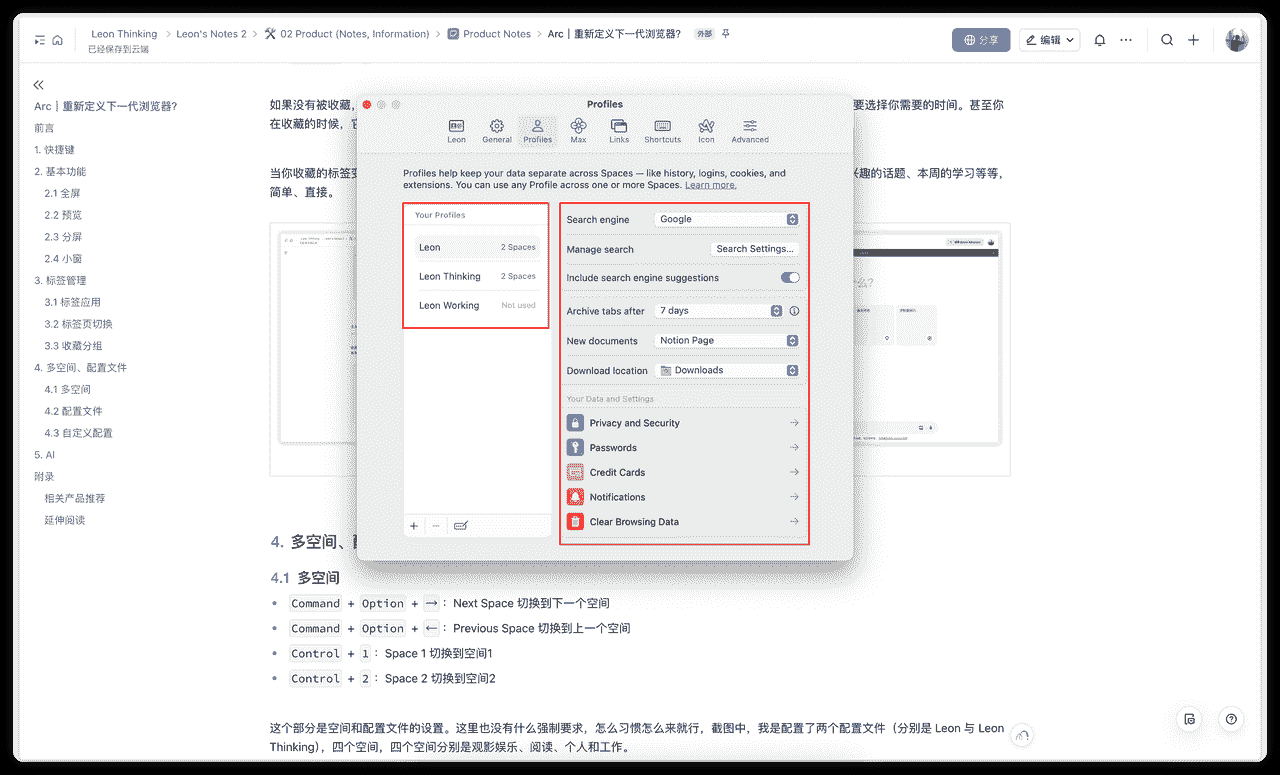 Leon Thinking > Leon's Notes 2 > 02 Product (Notes, Information) > Product Notes > Arc | 重新定义下一代浏览器? 外部
已经保存到云端
分享
编辑
Arc | 重新定义下一代浏览器?
前言
1. 快捷键
2. 基本功能
2.1 全屏
2.2 预览
2.3 分屏
2.4 小窗
3. 标签管理
3.1 标签应用
3.2 标签页切换
3.3 收藏分组
4. 多空间、配置文件
4.1 多空间
4.2 配置文件
4.3 自定义配置
5. AI
附录
相关产品推荐
延伸阅读
如果没有被收藏,
要选择你需要的时间。甚至你
在收藏的时候,
当你收藏的标签
兴趣的话题、本周的学习等等,
简单、直接。
Profiles
Leon
General
Profiles
Max
Links
Shortcuts
Icon
Advanced
Profiles help keep your data separate across Spaces — like history, logins, cookies, and
extensions. You can use any Profile across one or more Spaces. Learn more.
Your Profiles
Leon 2 Spaces
Leon Thinking 2 Spaces
Leon Working Not used
Search engine Google
Manage search Search Settings...
Include search engine suggestions
Archive tabs after 7 days
New documents Notion Page
Download location Downloads
Your Data and Settings
Privacy and Security
Passwords
Credit Cards
Notifications
Clear Browsing Data
4. 多空间、
4.1 多空间
• Command + Option + → : Next Space 切换到下一个空间
• Command + Option + ← : Previous Space 切换到上一个空间
• Control + 1 : Space 1 切换到空间1
• Control + 2 : Space 2 切换到空间2
这个部分是空间和配置文件的设置。这里也没有什么强制要求,怎么习惯怎么来就行,截图中,我是配置了两个配置文件(分别是 Leon 与 Leon
Thinking),四个空间,四个空间分别是观影娱乐、阅读、个人和工作。